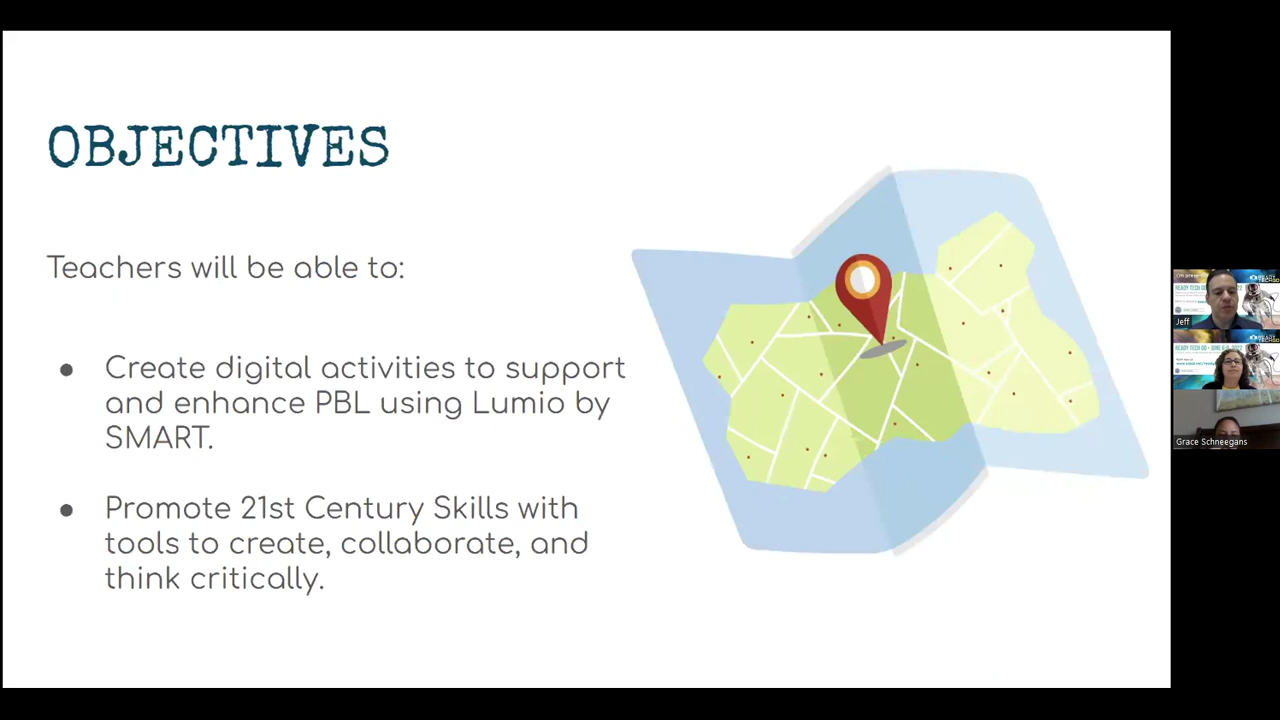 OBJECTIVES
Teachers will be able to:
● Create digital activities to support
and enhance PBL using Lumio by
SMART.
● Promote 21st Century Skills with
tools to create, collaborate, and
think critically.
Jeff
Grace Schneegans